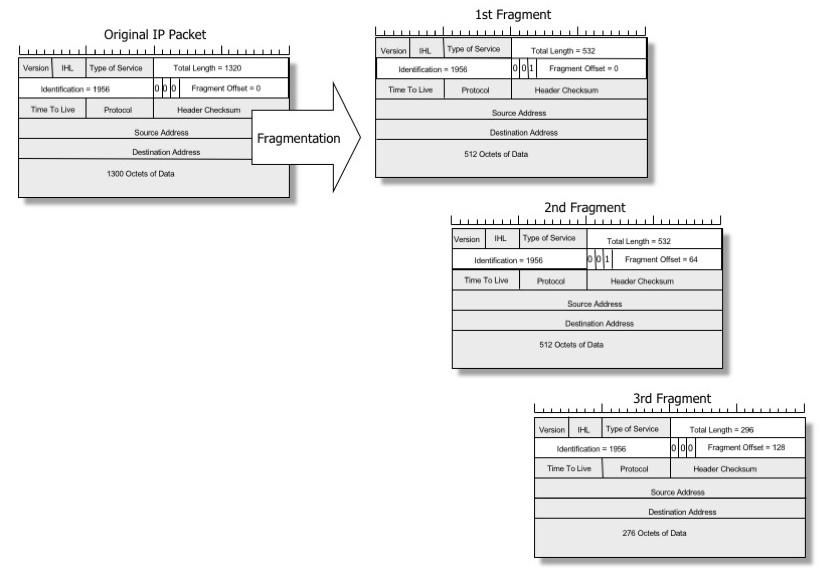 Original IP Packet
Version IHL Type of Service Total Length = 1320
Identification = 1956 0 0 0 Fragment Offset = 0
Time To Live Protocol Header Checksum
Source Address
Destination Address
1300 Octets of Data
Fragmentation
1st Fragment
Version IHL Type of Service Total Length = 532
Identification = 1956 0 0 1 Fragment Offset = 0
Time To Live Protocol Header Checksum
Source Address
Destination Address
512 Octets of Data
2nd Fragment
Version IHL Type of Service Total Length = 532
Identification = 1956 0 0 1 Fragment Offset = 64
Time To Live Protocol Header Checksum
Source Address
Destination Address
512 Octets of Data
3rd Fragment
Version IHL Type of Service Total Length = 296
Identification = 1956 0 0 0 Fragment Offset = 128
Time To Live Protocol Header Checksum
Source Address
Destination Address
276 Octets of Data